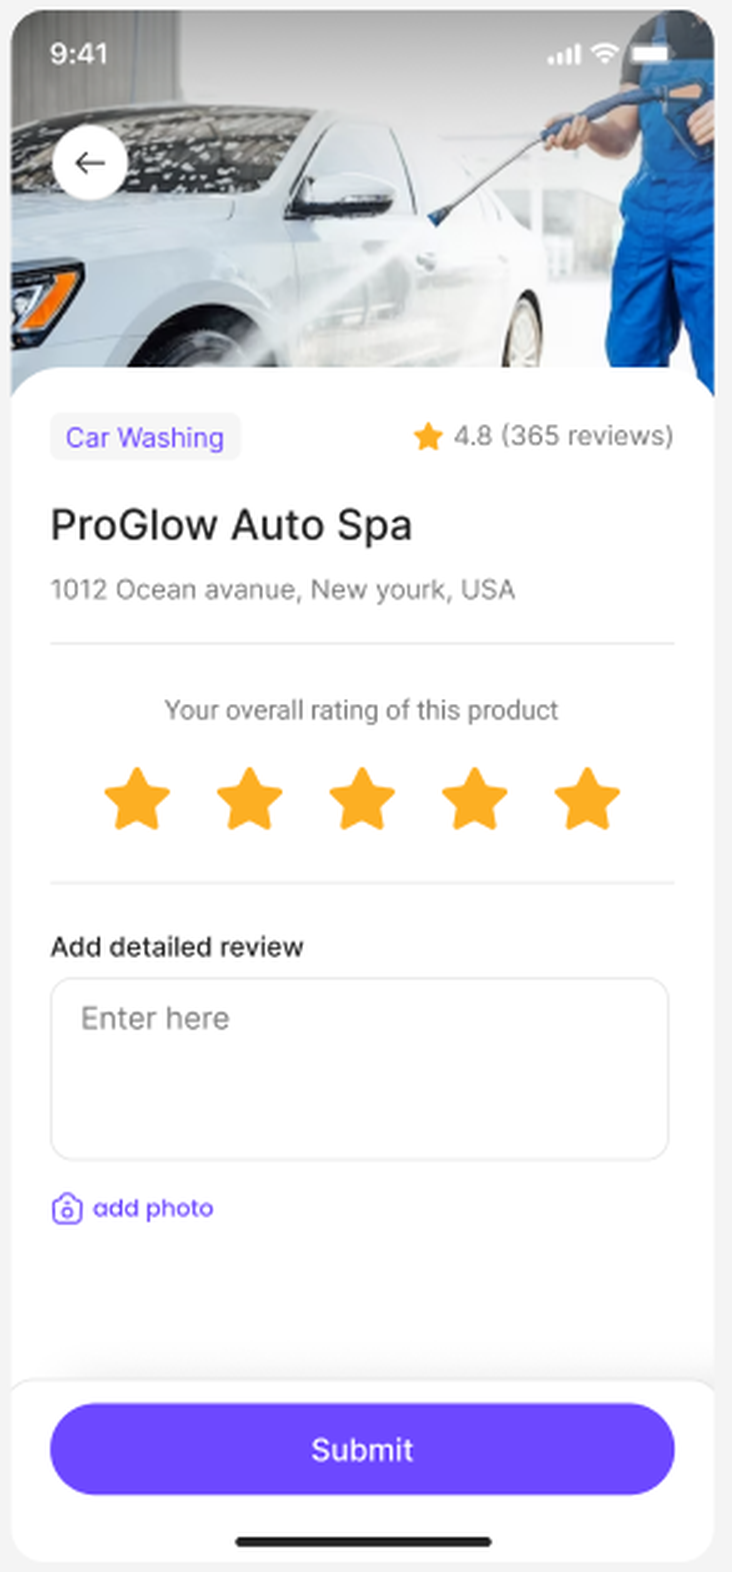 9:41
Car Washing
4.8 (365 reviews)
ProGlow Auto Spa
1012 Ocean avanue, New yourk, USA
Your overall rating of this product
Add detailed review
Enter here
add photo
Submit